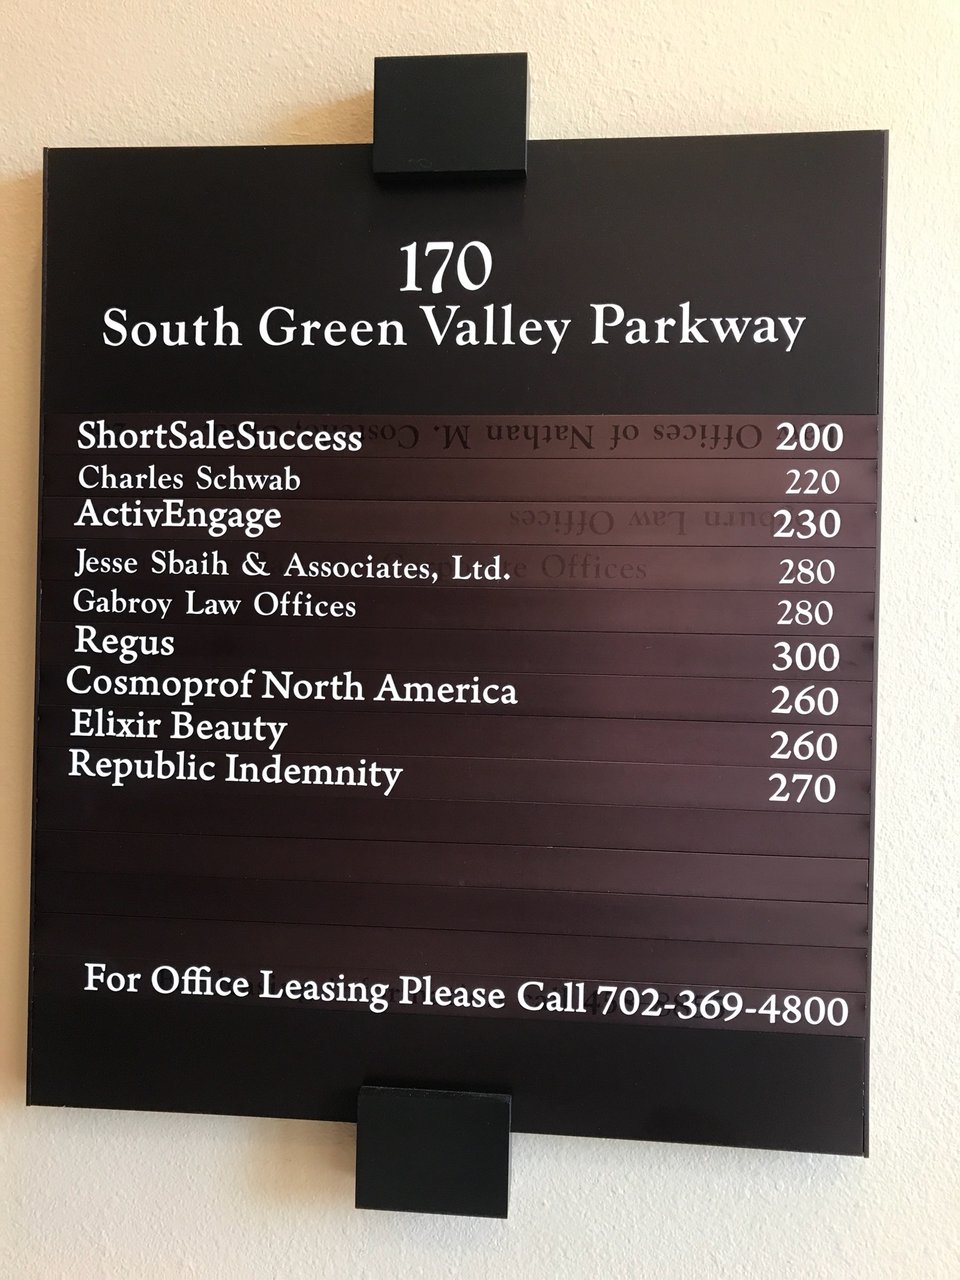 170
South Green Valley Parkway
ShortSaleSuccess 200
Charles Schwab 220
ActivEngage 230
Jesse Sbaih & Associates, Ltd. 280
Gabroy Law Offices 280
Regus 300
Cosmoprof North America 260
Elixir Beauty 260
Republic Indemnity 270
For Office Leasing Please Call 702-369-4800